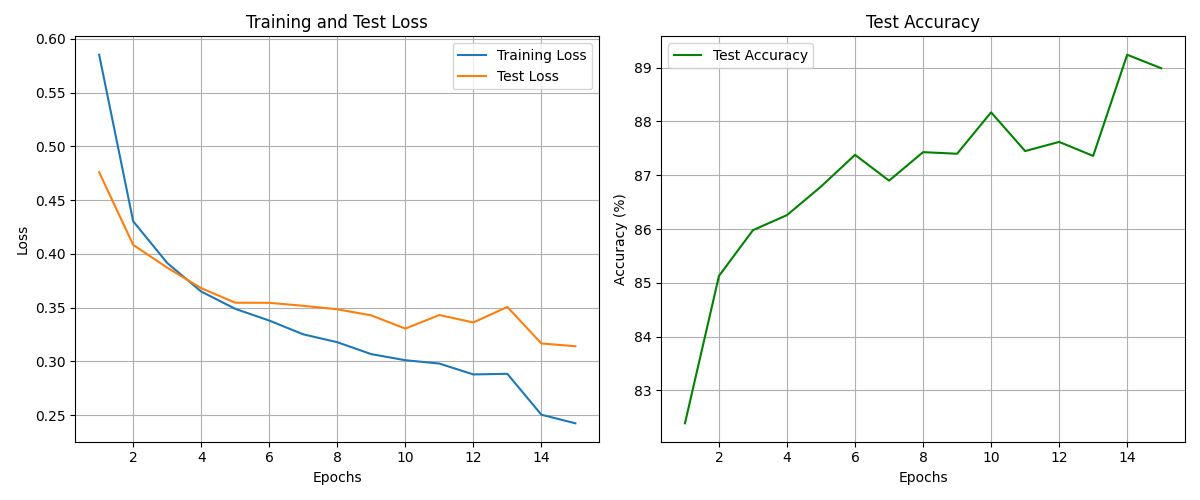 Training and Test Loss
Training Loss
Test Loss
0.60
0.55
0.50
0.45
0.40
0.35
0.30
0.25
Loss
2 4 6 8 10 12 14
Epochs
Test Accuracy
Test Accuracy
89
88
87
86
85
84
83
Accuracy (%)
2 4 6 8 10 12 14
Epochs